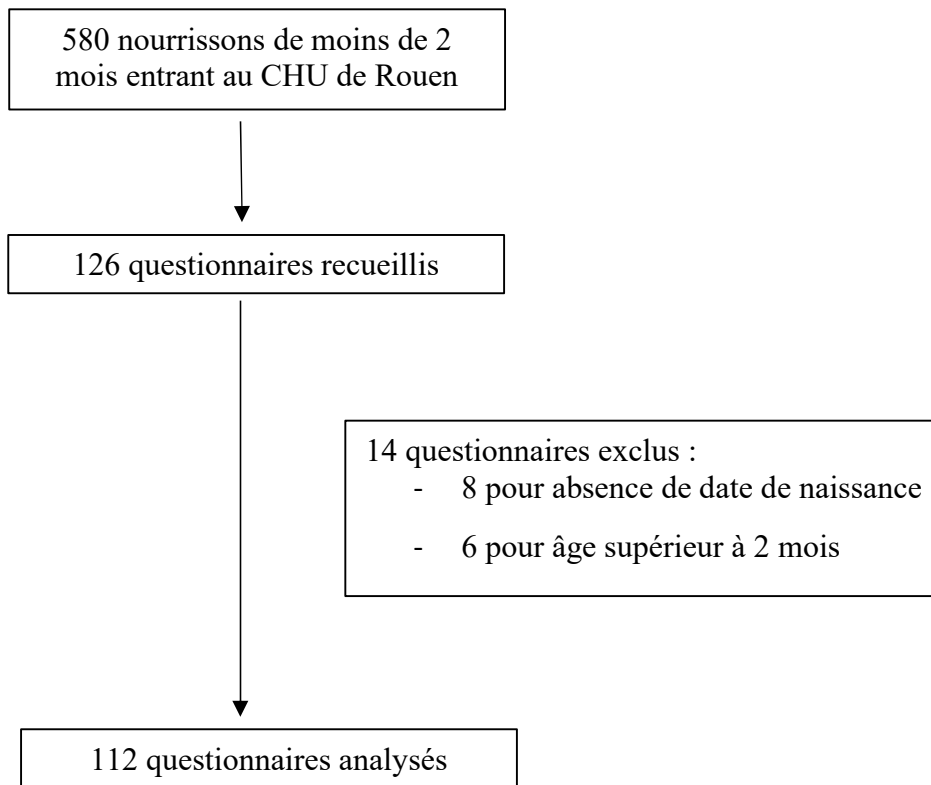 580 nourrissons de moins de 2
mois entrant au CHU de Rouen
126 questionnaires recueillis
14 questionnaires exclus :
- 8 pour absence de date de naissance
- 6 pour âge supérieur à 2 mois
112 questionnaires analysés